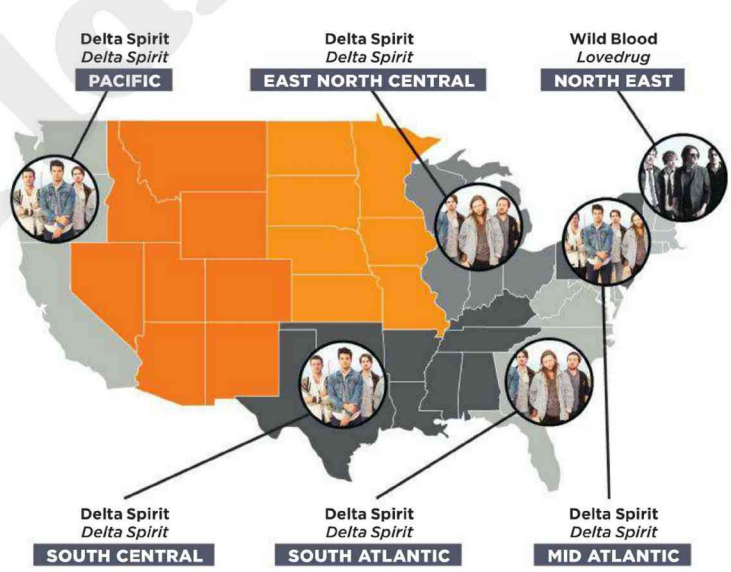 Delta Spirit
Delta Spirit
PACIFIC
Delta Spirit
Delta Spirit
EAST NORTH CENTRAL
Wild Blood
Lovedrug
NORTH EAST
Delta Spirit
Delta Spirit
SOUTH CENTRAL
Delta Spirit
Delta Spirit
SOUTH ATLANTIC
Delta Spirit
Delta Spirit
MID ATLANTIC